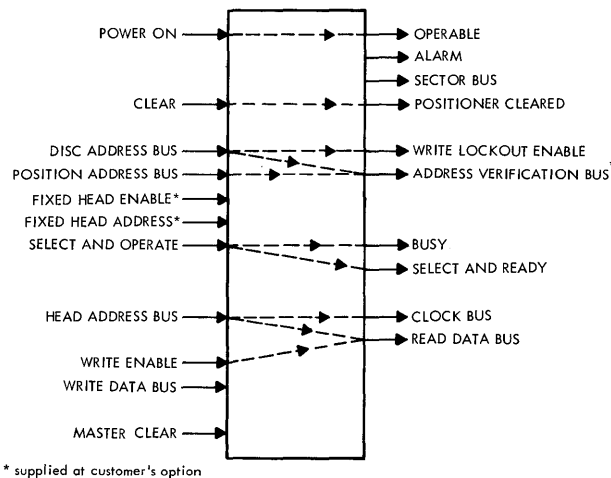 POWER ON
OPERABLE
ALARM
SECTOR BUS
CLEAR
POSITIONER CLEARED
DISC ADDRESS BUS
WRITE LOCKOUT ENABLE
POSITION ADDRESS BUS
ADDRESS VERIFICATION BUS
FIXED HEAD ENABLE*
FIXED HEAD ADDRESS*
SELECT AND OPERATE
BUSY
SELECT AND READY
HEAD ADDRESS BUS
CLOCK BUS
READ DATA BUS
WRITE ENABLE
WRITE DATA BUS
MASTER CLEAR
* supplied at customer's option